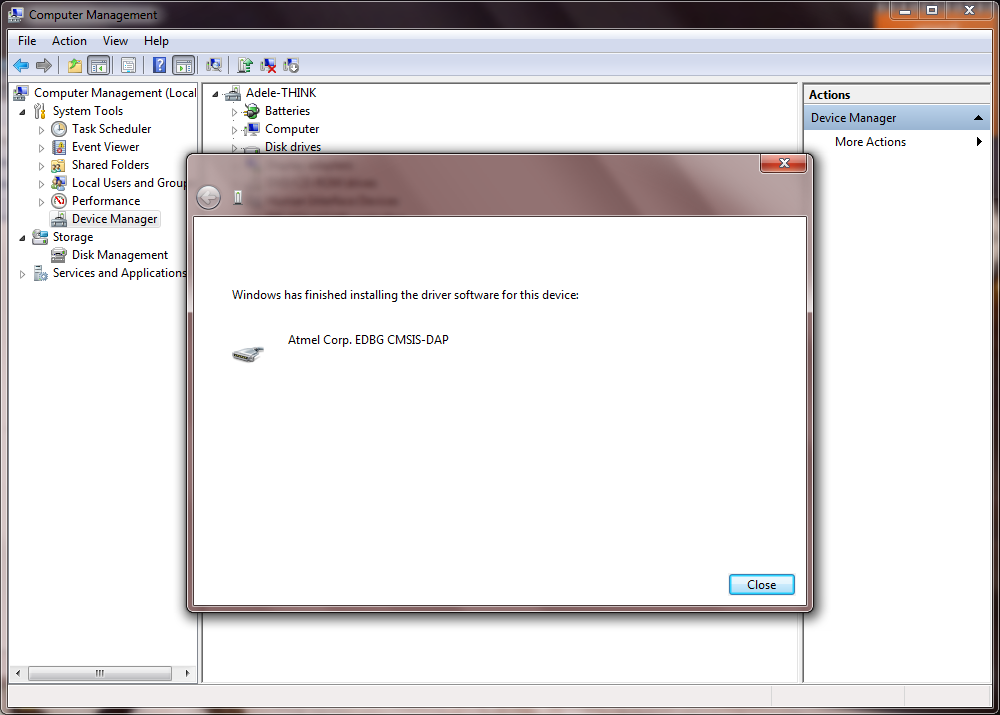 Computer Management
File Action View Help
Computer Management (Local
System Tools
Task Scheduler
Event Viewer
Shared Folders
Local Users and Group
Performance
Device Manager
Storage
Disk Management
Services and Applications
Adele-THINK
Batteries
Computer
Disk drives
Actions
Device Manager
More Actions
Windows has finished installing the driver software for this device:
Atmel Corp. EDBG CMSIS-DAP
Close